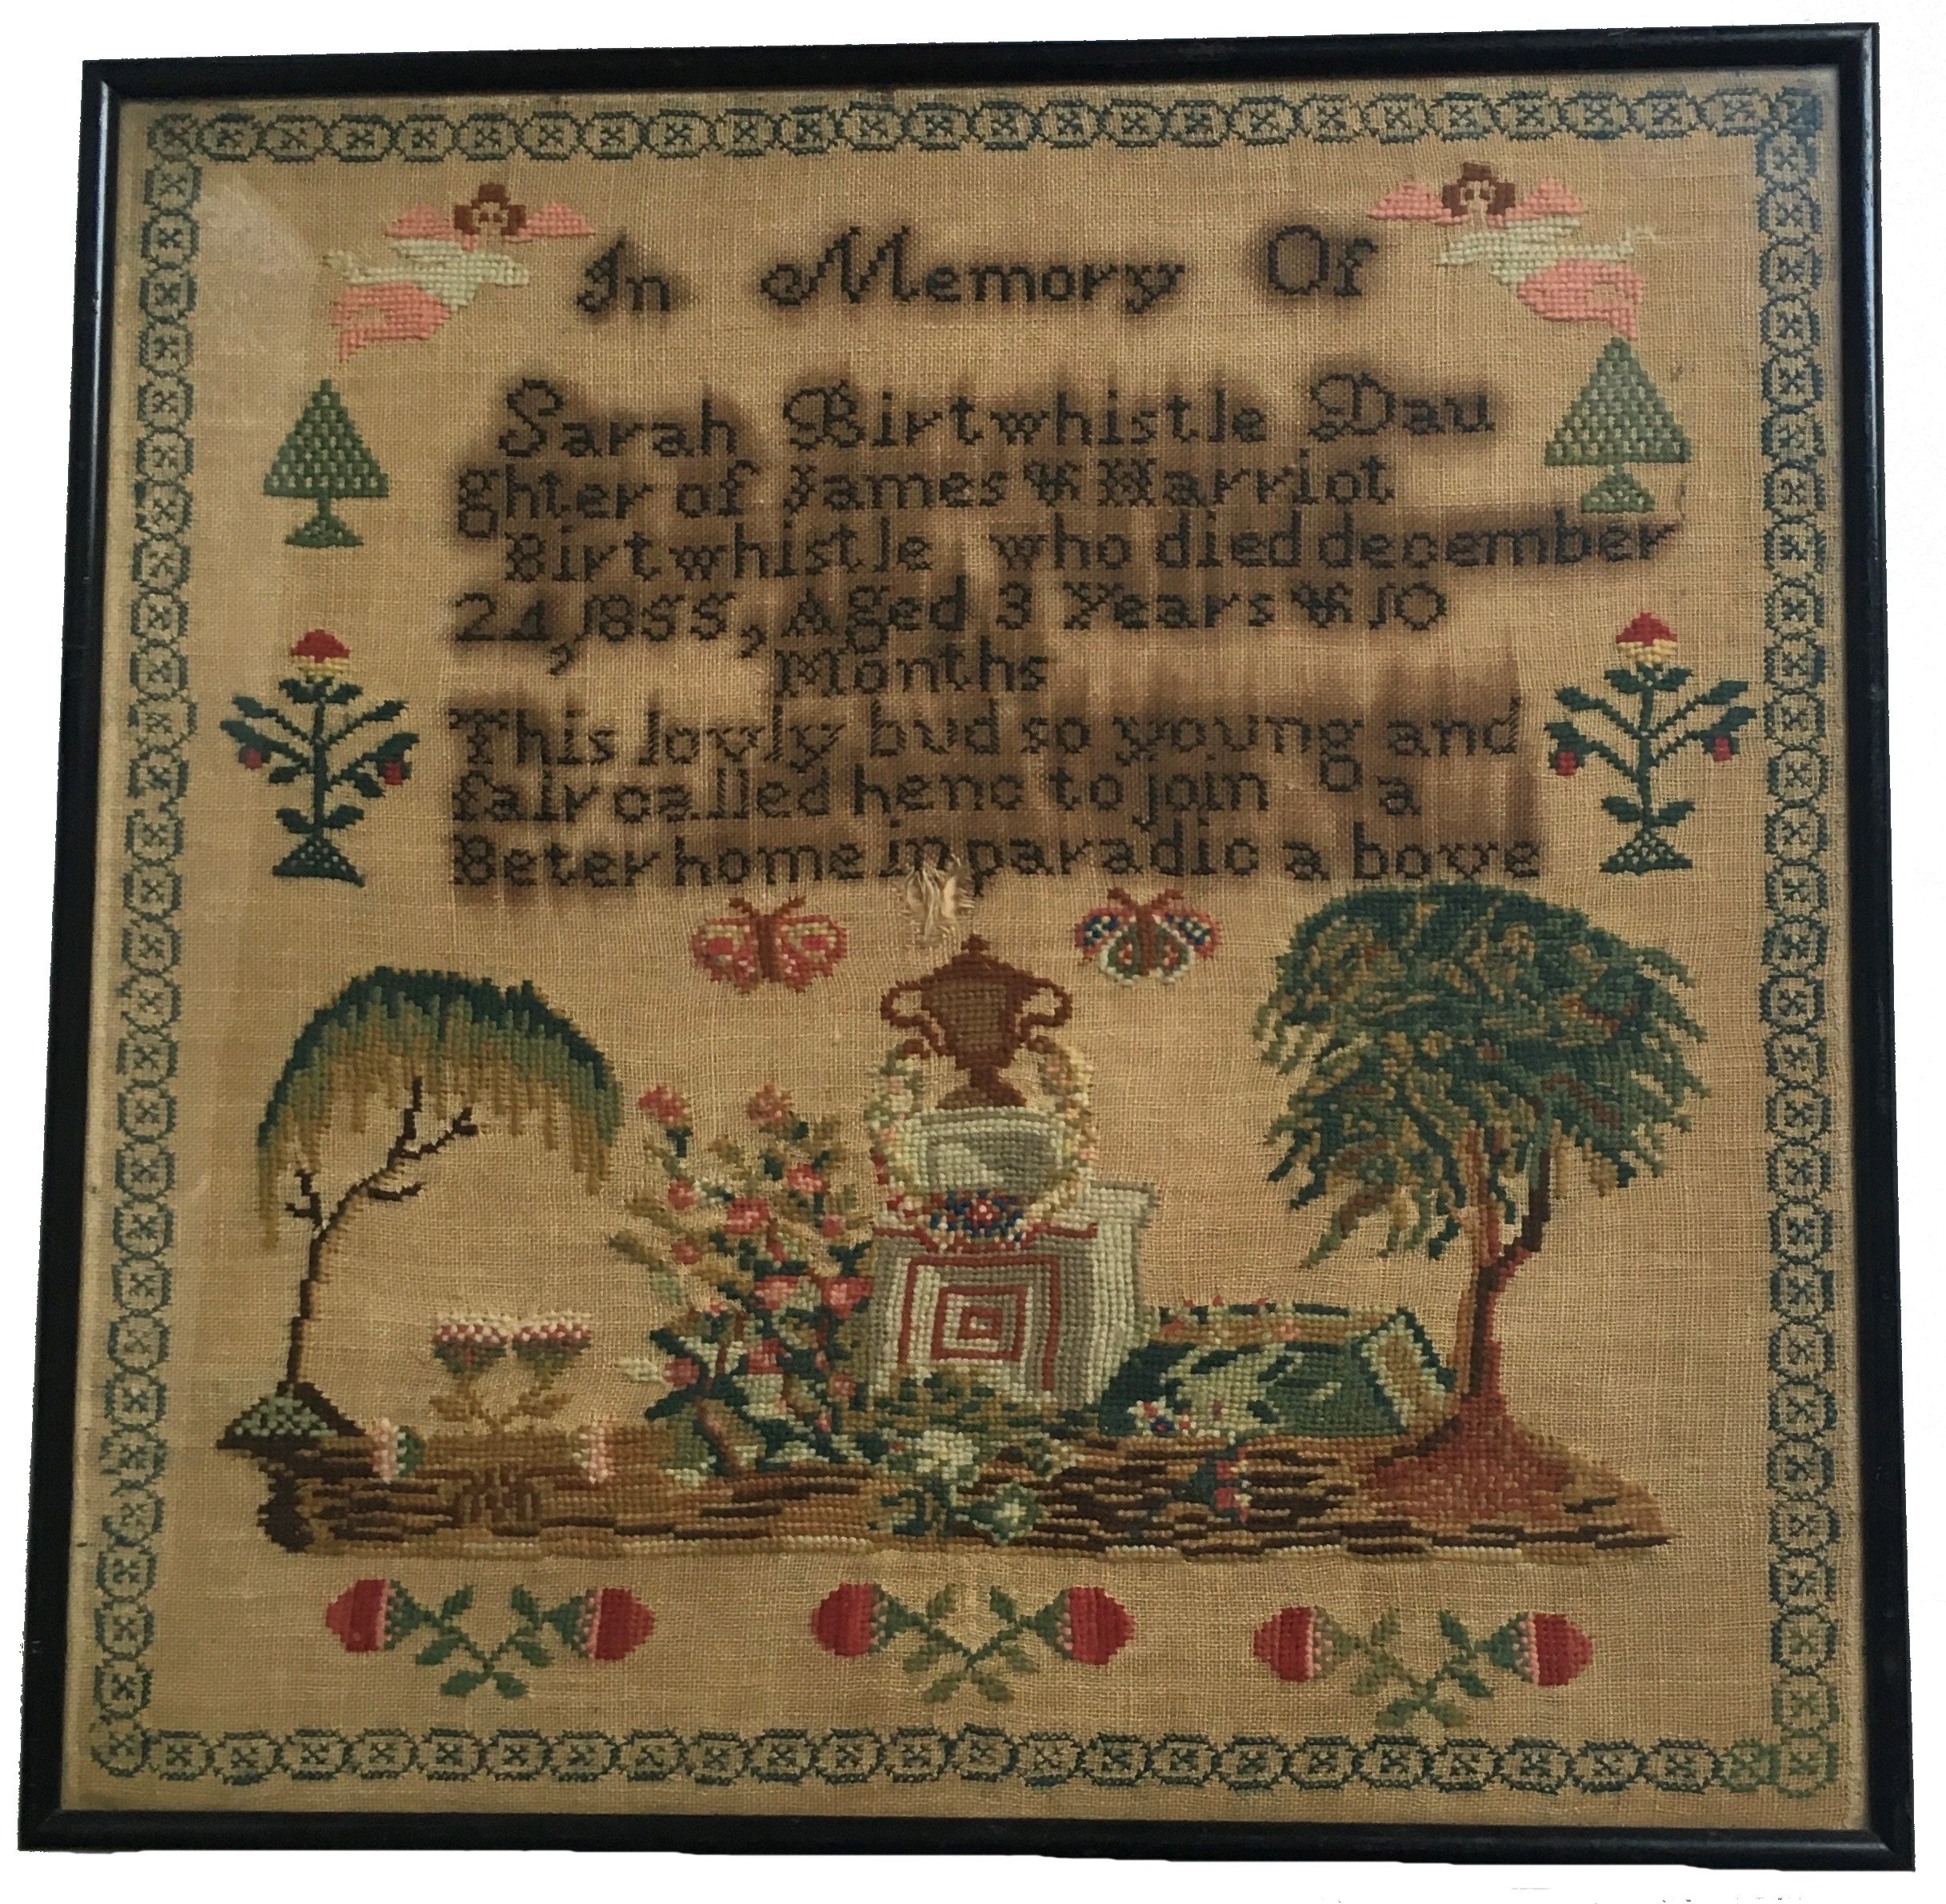 In Memory Of
Sarah Birtwhistle Dau
ghter of James & Harriot
Birtwhistle who died december
24, 1855, Aged 3 Years & 10
Months
This lovly bud so young and
fair called henc to join a
Beter home in paradic a bove